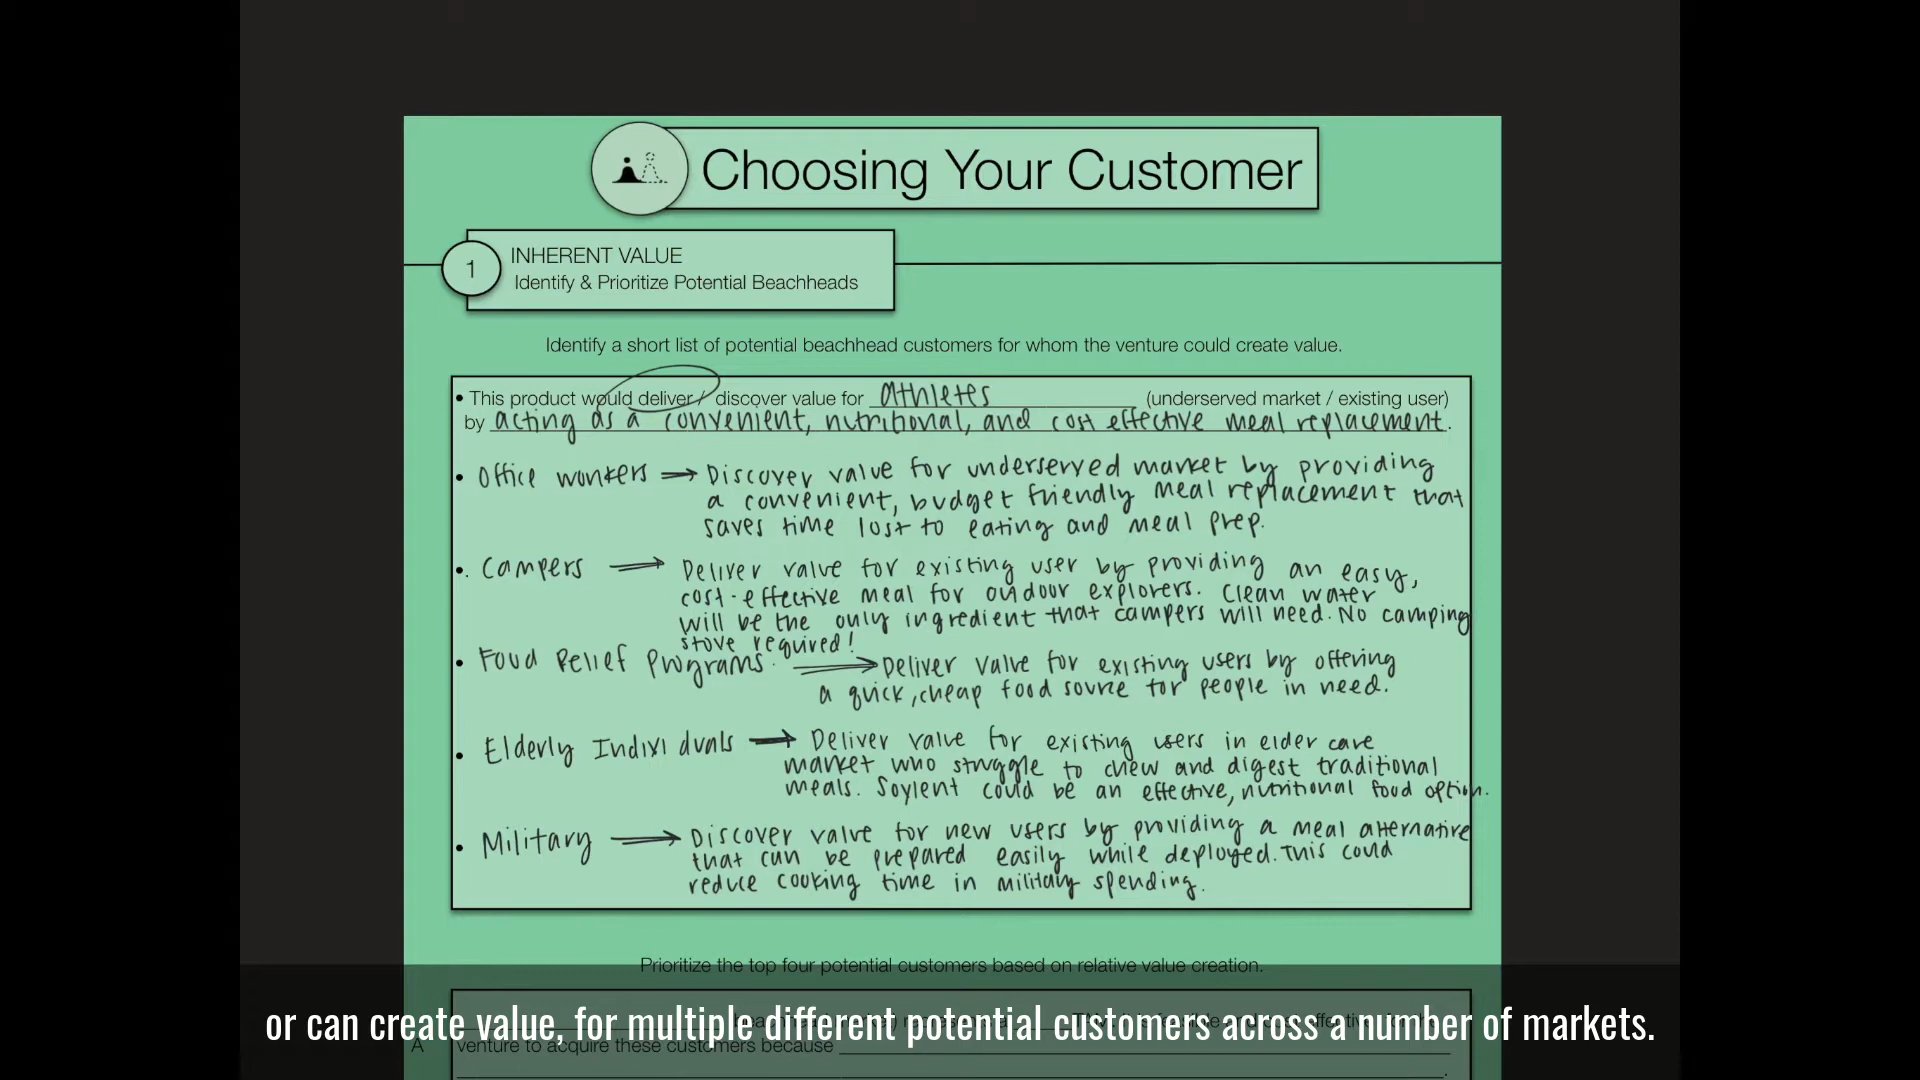 Choosing Your Customer
1
INHERENT VALUE
Identify & Prioritize Potential Beachheads
Identify a short list of potential beachhead customers for whom the venture could create value.
• This product would deliver / discover value for athletes (underserved market / existing user)
by acting as a convenient, nutritional, and cost effective meal replacement.
• Office workers → Discover value for underserved market by providing
a convenient, budget friendly meal replacement that
saves time lost to eating and meal prep.
• Campers → Deliver value for existing user by providing an easy,
cost-effective meal for outdoor explorers. Clean water
will be the only ingredient that campers will need. No camping
stove required!
• Food Relief Programs → Deliver value for existing users by offering
a quick, cheap food source for people in need.
• Elderly Individuals → Deliver value for existing users in elder care
market who struggle to chew and digest traditional
meals. Soylent could be an effective, nutritional food option.
• Military → Discover value for new users by providing a meal alternative
that can be prepared easily while deployed. This could
reduce cooking time in military spending.
Prioritize the top four potential customers based on relative value creation.
or can create value, for multiple different potential customers across a number of markets.
A venture to acquire these customers because